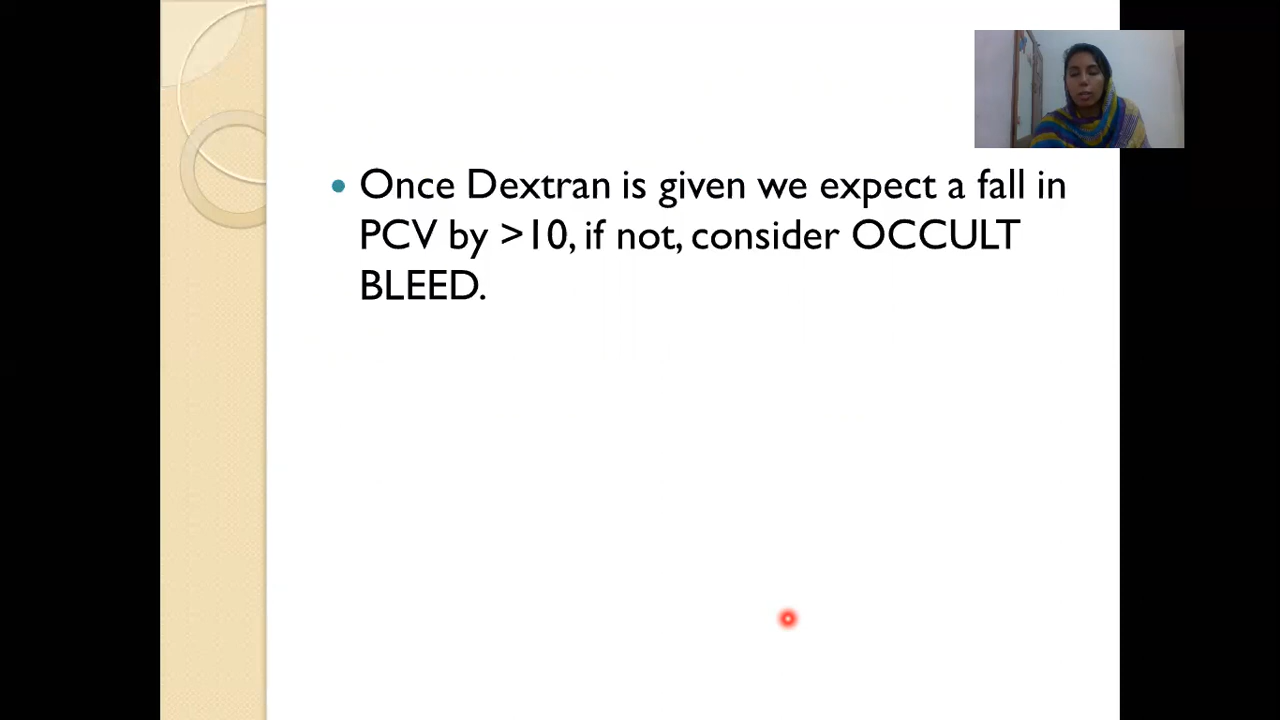 Once Dextran is given we expect a fall in
PCV by >10, if not, consider OCCULT
BLEED.